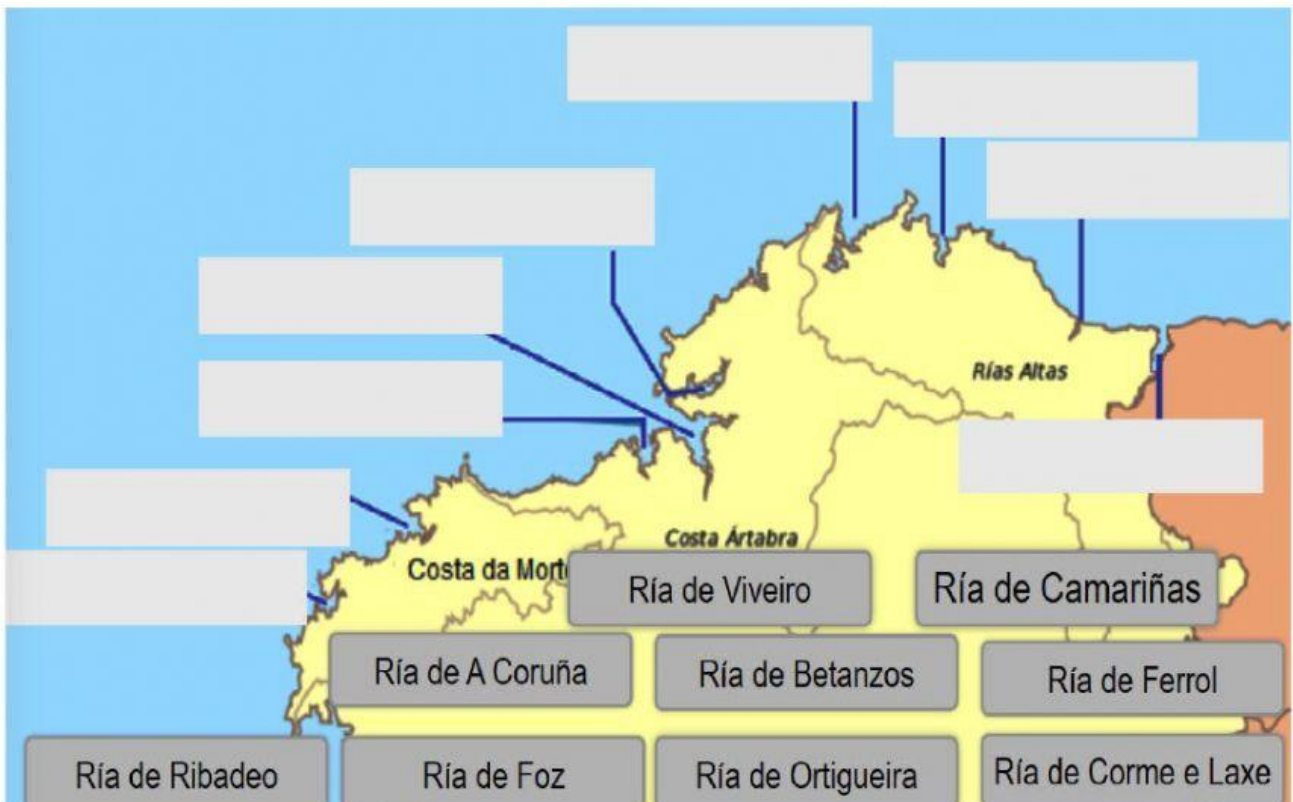 Rías Altas
Costa Ártabra
Costa da Mort
Ría de Viveiro
Ría de Camariñas
Ría de A Coruña
Ría de Betanzos
Ría de Ferrol
Ría de Ribadeo
Ría de Foz
Ría de Ortigueira
Ría de Corme e Laxe